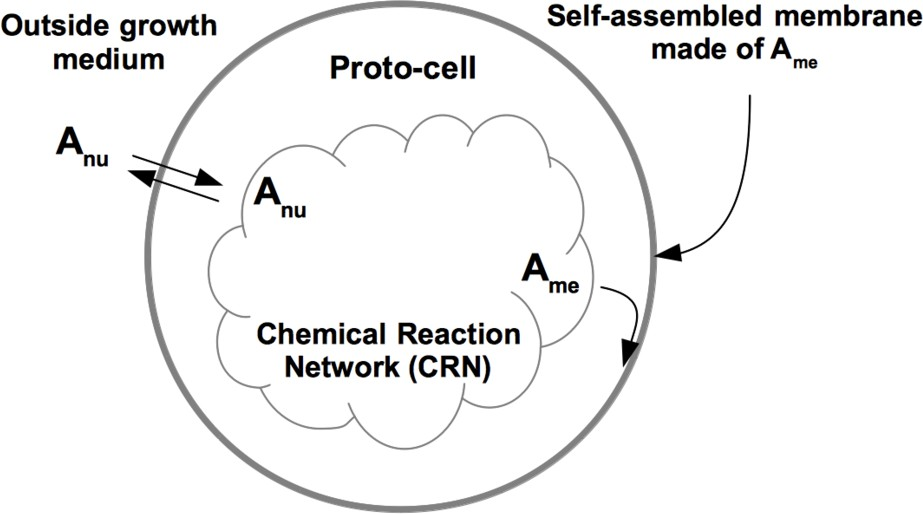 Outside growth
medium
Self-assembled membrane
made of Ame
Proto-cell
Anu
Anu
Ame
Chemical Reaction
Network (CRN)